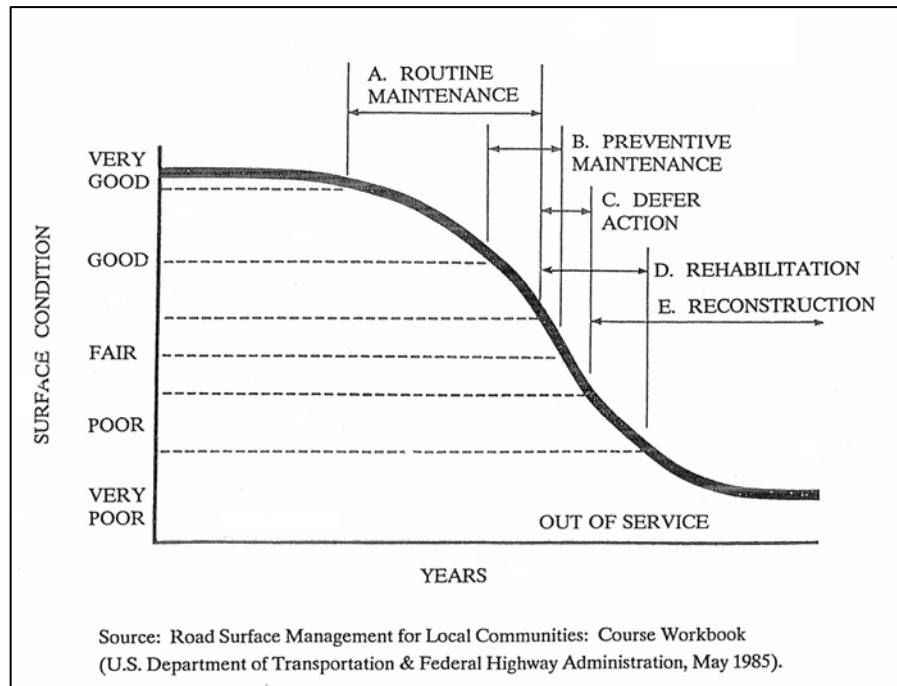 A. ROUTINE
MAINTENANCE
B. PREVENTIVE
MAINTENANCE
C. DEFER
ACTION
D. REHABILITATION
E. RECONSTRUCTION
SURFACE CONDITION
VERY
GOOD
GOOD
FAIR
POOR
VERY
POOR
OUT OF SERVICE
YEARS
Source: Road Surface Management for Local Communities: Course Workbook
(U.S. Department of Transportation & Federal Highway Administration, May 1985).